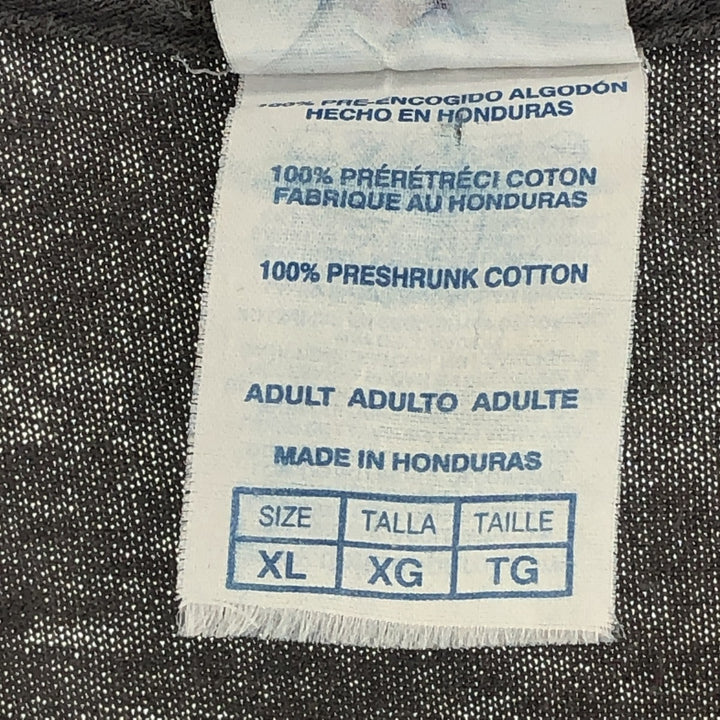 100% PRE-ENCOGIDO ALGODÓN
HECHO EN HONDURAS
100% PRÉRÉTRÉCI COTON
FABRIQUE AU HONDURAS
100% PRESHRUNK COTTON
ADULT ADULTO ADULTE
MADE IN HONDURAS
SIZE TALLA TAILLE
XL XG TG